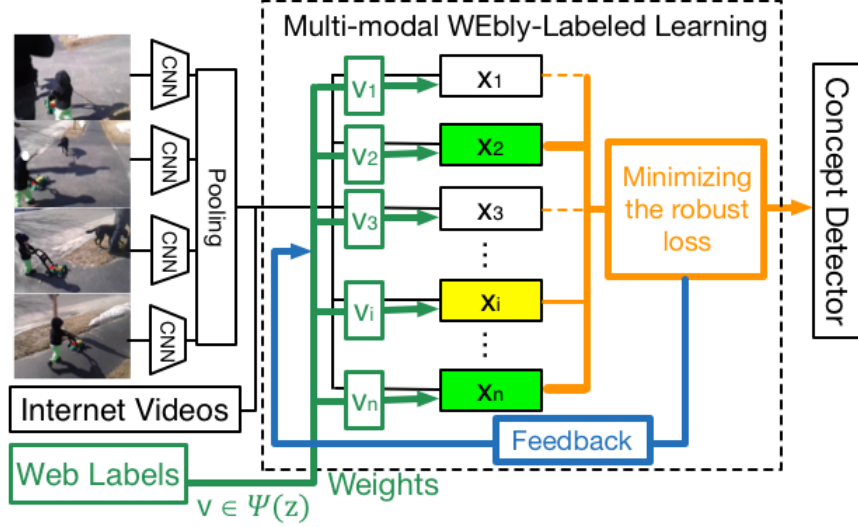 Multi-modal WEbly-Labeled Learning
CNN
CNN
CNN
CNN
Pooling
V1
X1
V2
X2
V3
X3
⋮
Vi
Xi
⋮
Vn
Xn
Minimizing
the robust
loss
Concept Detector
Internet Videos
Feedback
Web Labels
Weights
v ∈ Ψ(z)